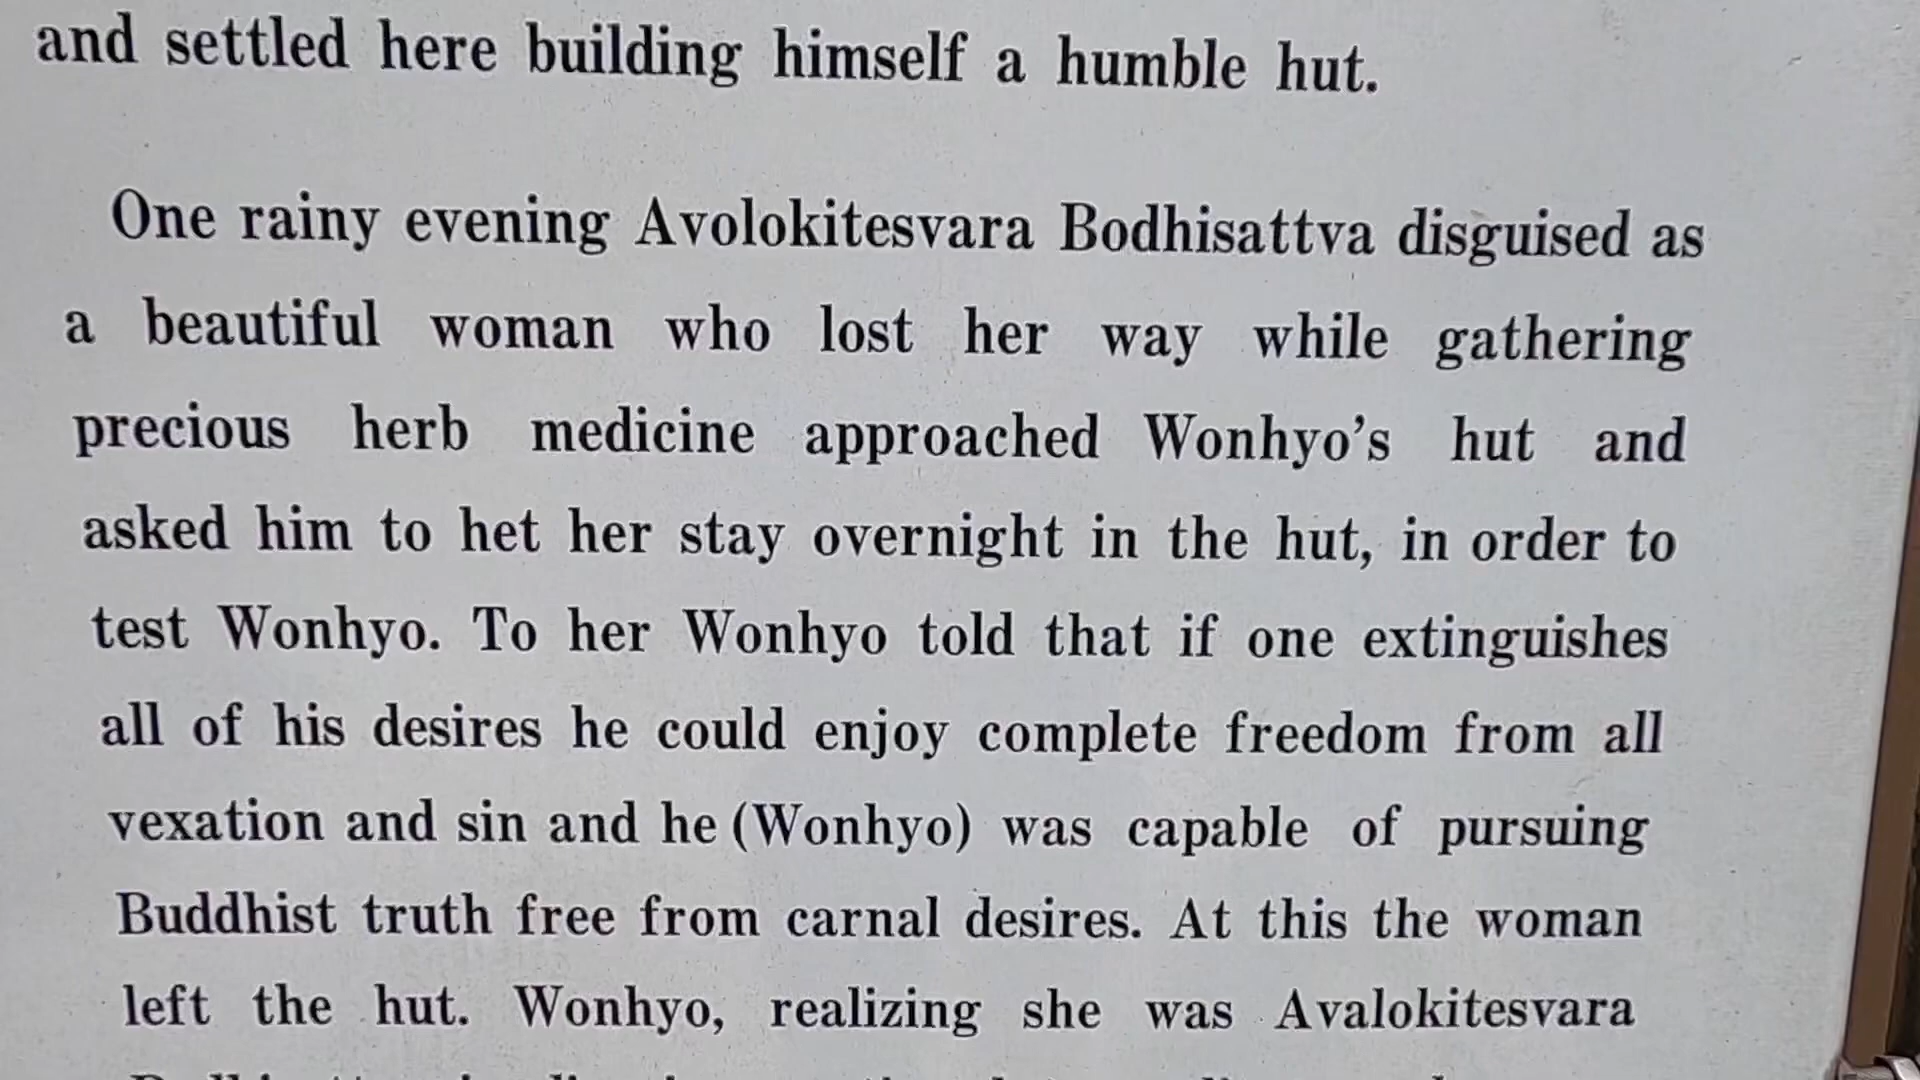 and settled here building himself a humble hut.
One rainy evening Avolokitesvara Bodhisattva disguised as
a beautiful woman who lost her way while gathering
precious herb medicine approached Wonhyo's hut and
asked him to het her stay overnight in the hut, in order to
test Wonhyo. To her Wonhyo told that if one extinguishes
all of his desires he could enjoy complete freedom from all
vexation and sin and he (Wonhyo) was capable of pursuing
Buddhist truth free from carnal desires. At this the woman
left the hut. Wonhyo, realizing she was Avalokitesvara